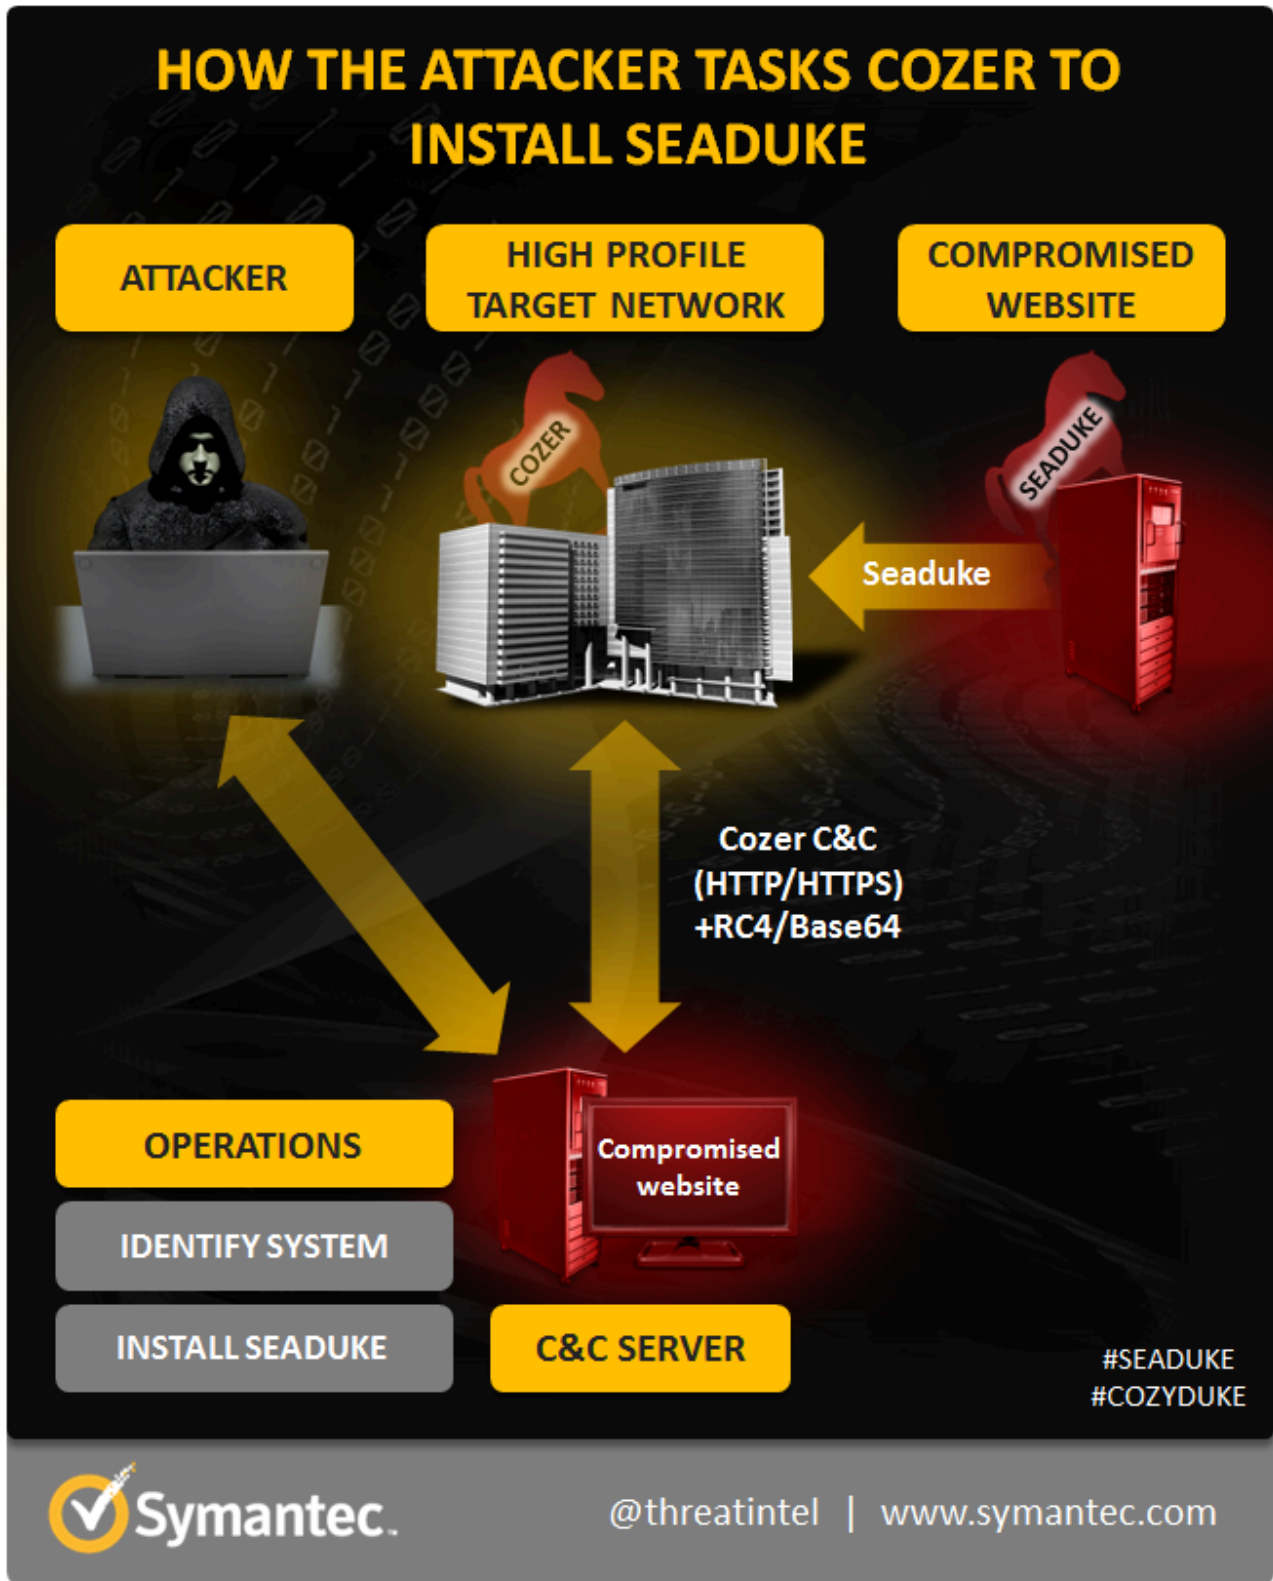 HOW THE ATTACKER TASKS COZER TO
INSTALL SEADUKE
ATTACKER
HIGH PROFILE
TARGET NETWORK
COMPROMISED
WEBSITE
COZER
SEADUKE
Seaduke
Cozer C&C
(HTTP/HTTPS)
+RC4/Base64
OPERATIONS
IDENTIFY SYSTEM
INSTALL SEADUKE
Compromised
website
C&C SERVER
#SEADUKE
#COZYDUKE
Symantec.
@threatintel | www.symantec.com